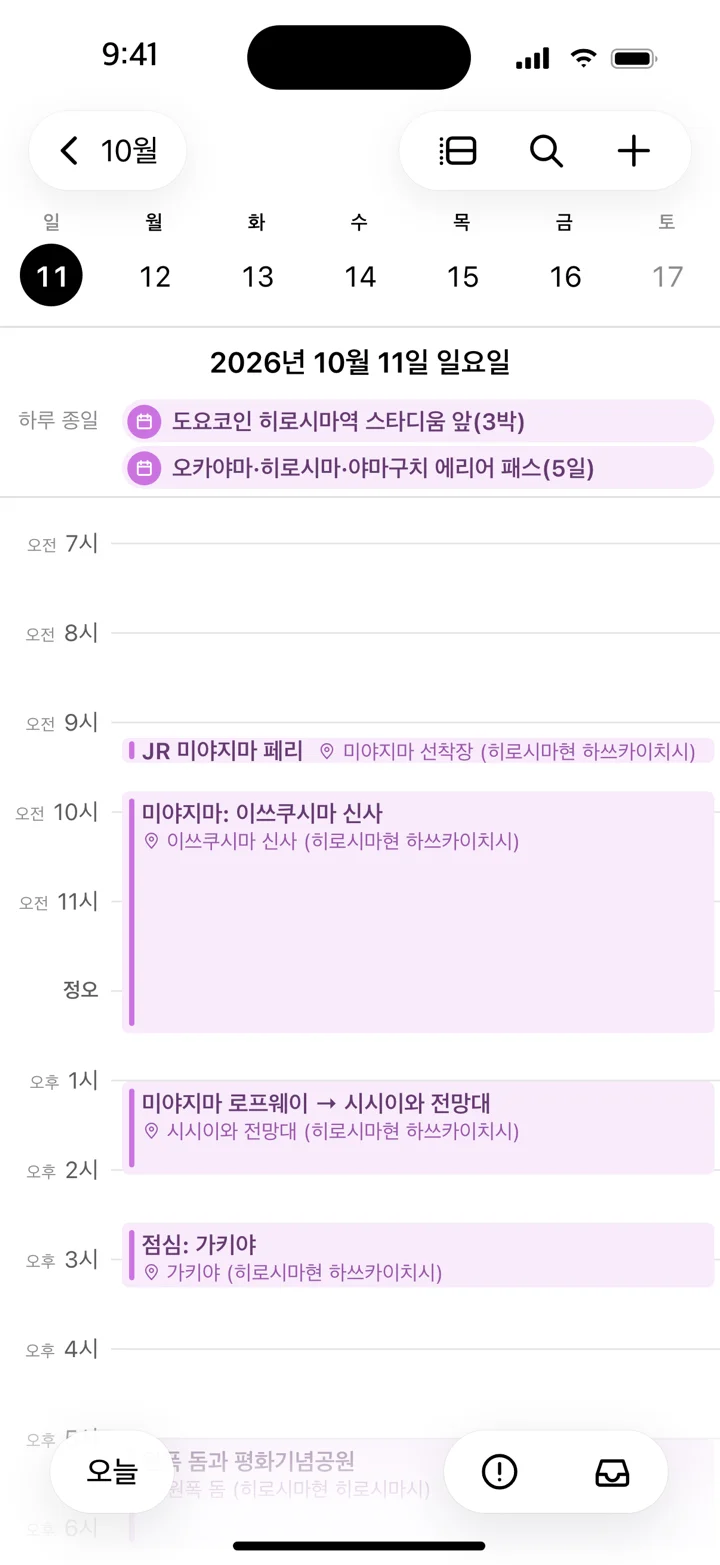 9:41
10월
일 월 화 수 목 금 토
11 12 13 14 15 16 17
2026년 10월 11일 일요일
하루 종일
도요코인 히로시마역 스타디움 앞(3박)
오카야마·히로시마·야마구치 에리어 패스(5일)
오전 7시
오전 8시
오전 9시
JR 미야지마 페리 미야지마 선착장 (히로시마현 하쓰카이치시)
오전 10시
미야지마: 이쓰쿠시마 신사
이쓰쿠시마 신사 (히로시마현 하쓰카이치시)
오전 11시
정오
오후 1시
미야지마 로프웨이 → 시시이와 전망대
시시이와 전망대 (히로시마현 하쓰카이치시)
오후 2시
점심: 가키야
오후 3시
가키야 (히로시마현 하쓰카이치시)
오후 4시
오후 5시
돔과 평화기념공원
원폭 돔 (히로시마현 히로시마시)
오늘
오후 6시